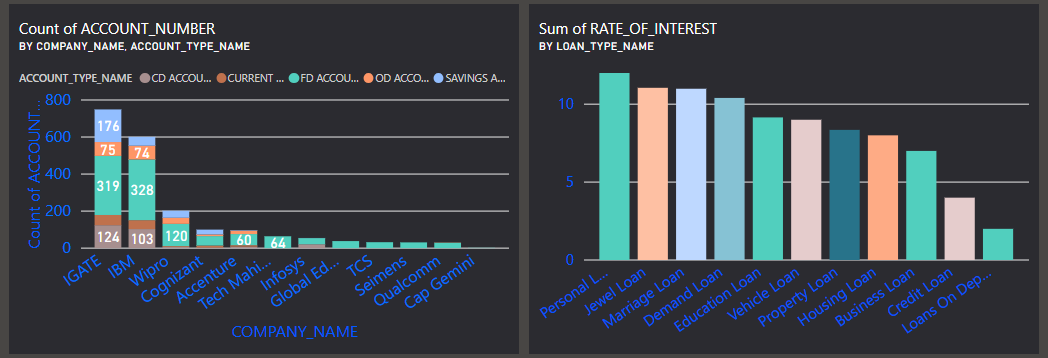 Count of ACCOUNT_NUMBER
BY COMPANY_NAME, ACCOUNT_TYPE_NAME
ACCOUNT_TYPE_NAME CD ACCOU... CURRENT ... FD ACCOU... OD ACCO... SAVINGS A...
Count of ACCOUNT...
800
600
400
200
0
176
75
319
124
74
328
103
120
60
64
IGATE
IBM
Wipro
Cognizant
Accenture
Tech Mahi...
Infosys
Global Ed...
TCS
Seimens
Qualcomm
Cap Gemini
COMPANY_NAME
Sum of RATE_OF_INTEREST
BY LOAN_TYPE_NAME
10
5
0
Personal L...
Jewel Loan
Marriage Loan
Demand Loan
Education Loan
Vehicle Loan
Property Loan
Housing Loan
Business Loan
Credit Loan
Loans On Dep...